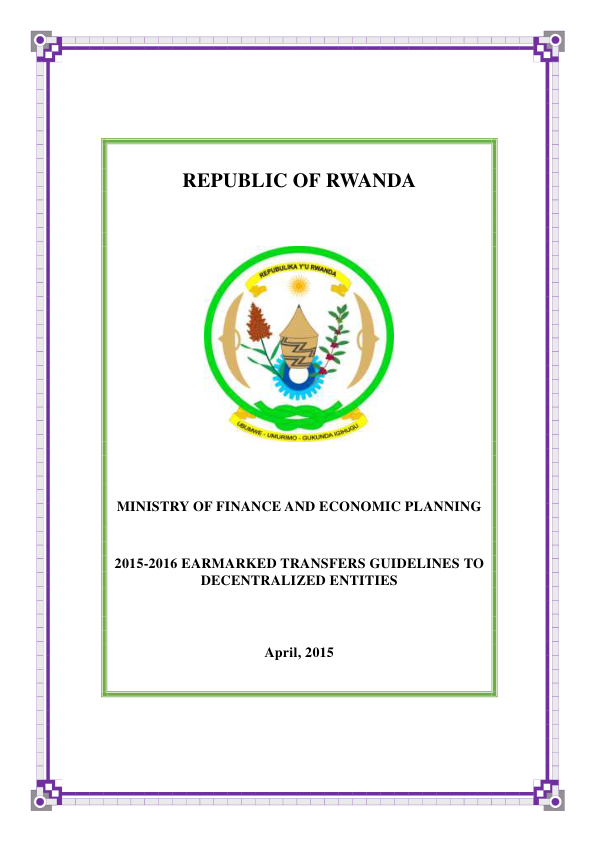 REPUBLIC OF RWANDA
REPUBULIKA Y'U RWANDA
UBUMWE - UMURIMO - GUKUNDA IGIHUGU
MINISTRY OF FINANCE AND ECONOMIC PLANNING
2015-2016 EARMARKED TRANSFERS GUIDELINES TO
DECENTRALIZED ENTITIES
April, 2015